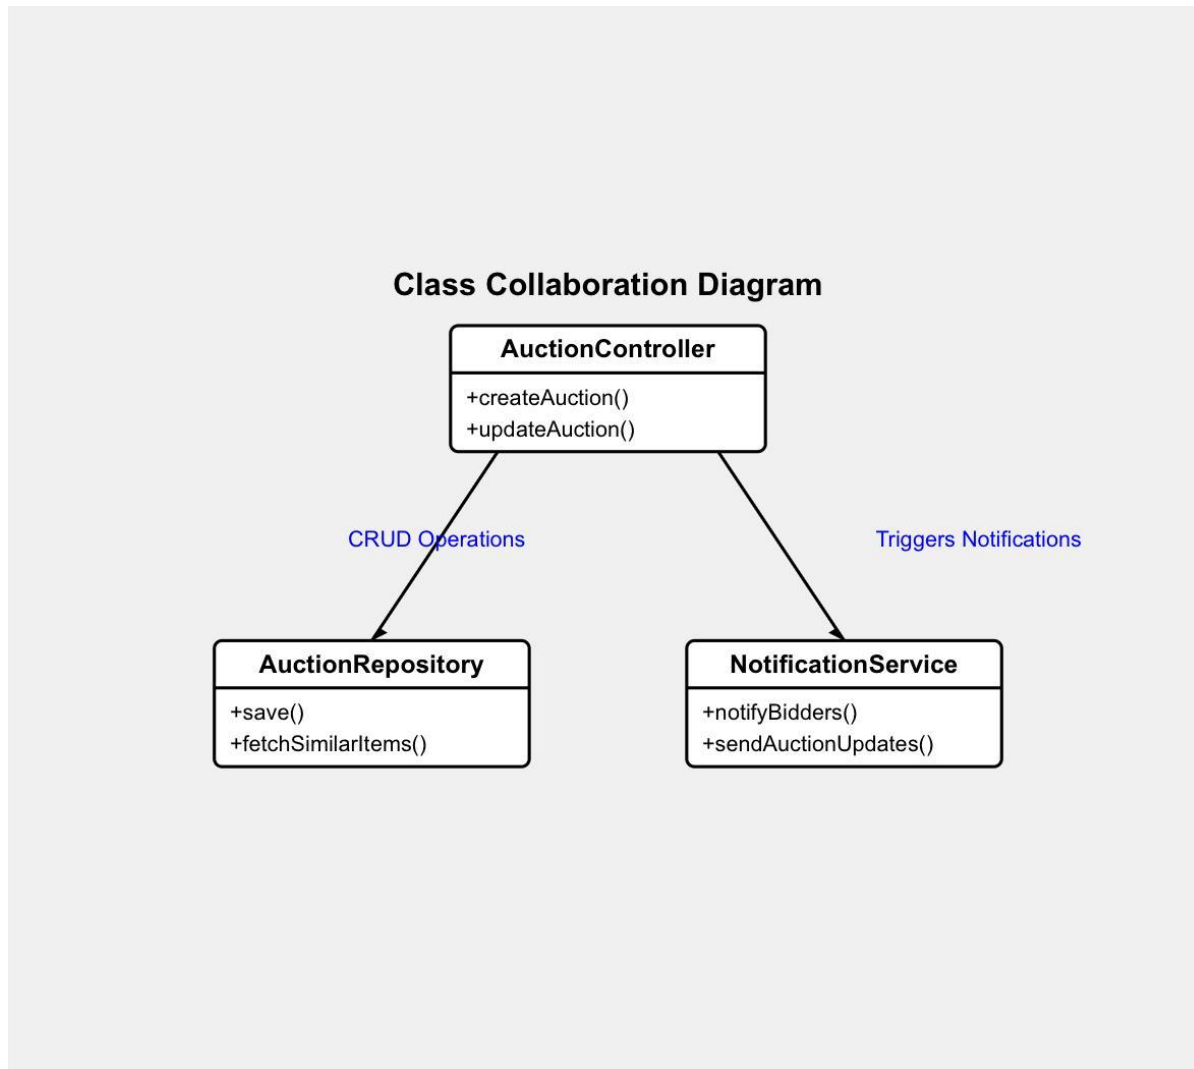 Class Collaboration Diagram
AuctionController
+createAuction()
+updateAuction()
CRUD Operations
Triggers Notifications
AuctionRepository
+save()
+fetchSimilarItems()
NotificationService
+notifyBidders()
+sendAuctionUpdates()